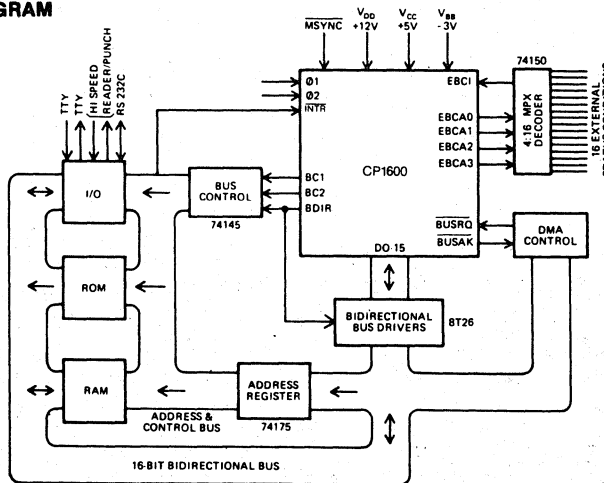 GRAM
MSYNC
VDD
+12V
VCC
+5V
VBB
-3V
TTY
TTY
HI SPEED
READER/PUNCH
RS 232C
Ø1
Ø2
INTR
EBCI
EBCA0
EBCA1
EBCA2
EBCA3
74150
4:16 MPX
DECODER
16 EXTERNAL
I/O
BUS
CONTROL
74145
BC1
BC2
BDIR
CP1600
BUSRQ
BUSAK
DO-15
DMA
CONTROL
ROM
BIDIRECTIONAL
BUS DRIVERS
BT26
RAM
ADDRESS
REGISTER
74175
ADDRESS &
CONTROL BUS
16-BIT BIDIRECTIONAL BUS